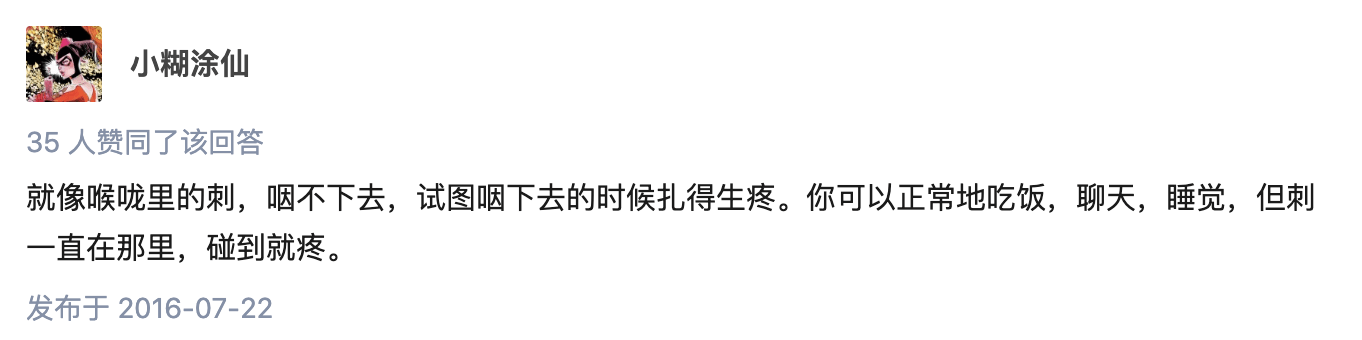 小糊涂仙
35 人赞同了该回答
就像喉咙里的刺，咽不下去，试图咽下去的时候扎得生疼。你可以正常地吃饭，聊天，睡觉，但刺
一直在那里，碰到就疼。
发布于 2016-07-22